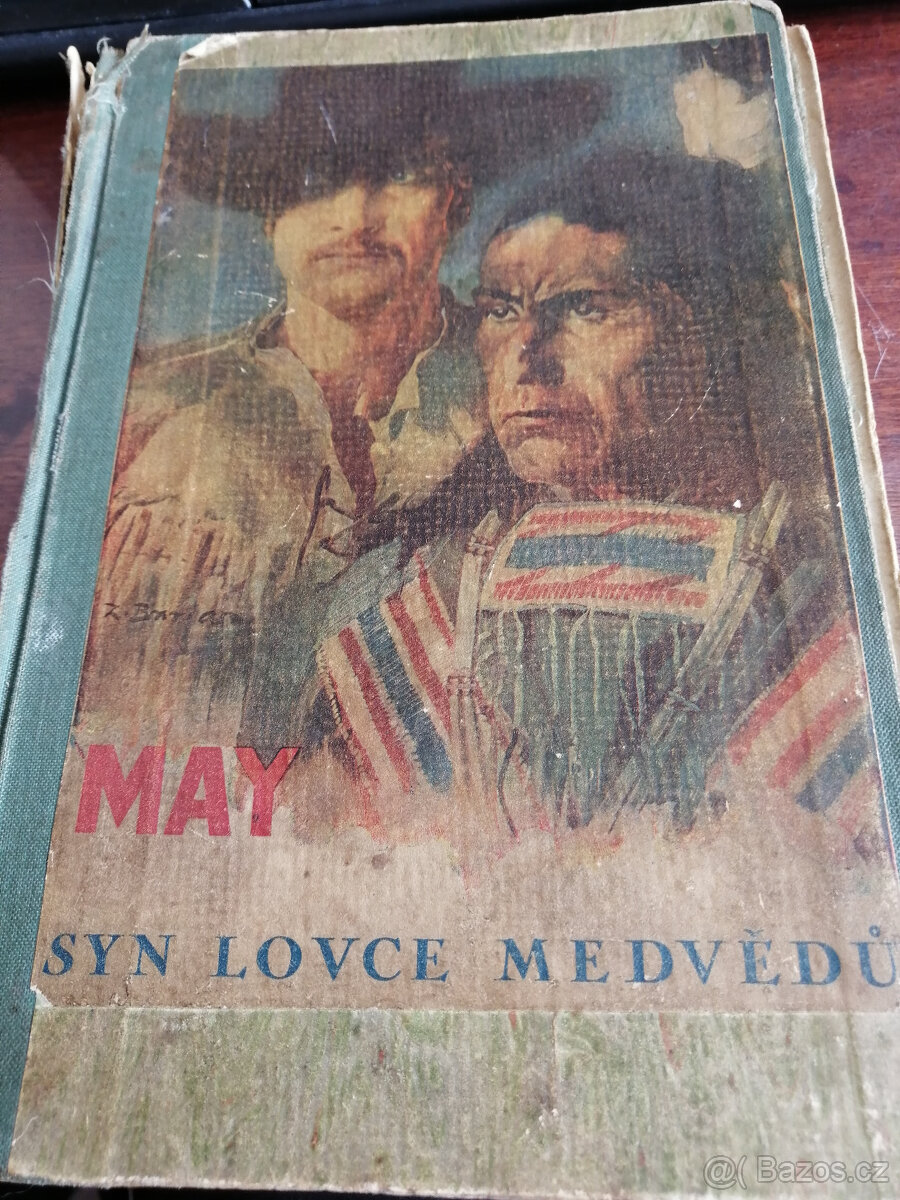 MAY
SYN LOVCE MEDVĚDŮ
@( Bazos.cz